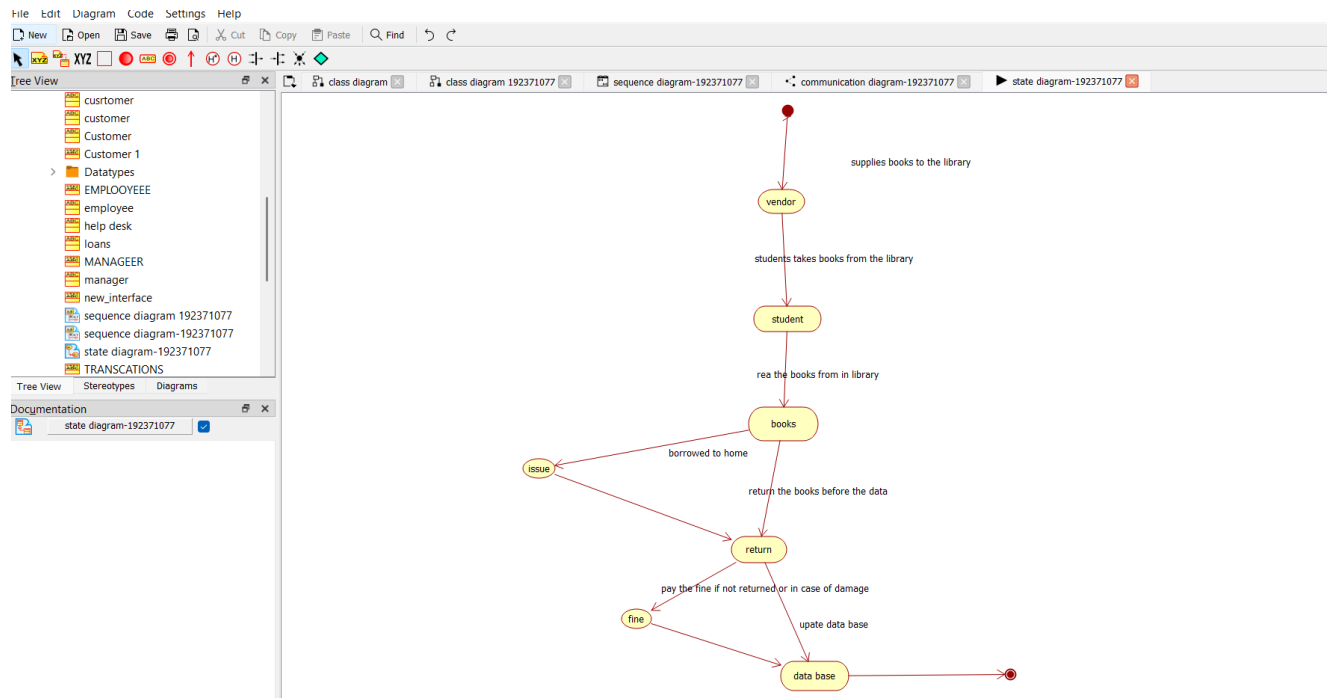 File Edit Diagram Code Settings Help
New Open Save Cut Copy Paste Find
XYZ XYZ ABC H* H
Tree View
class diagram class diagram 192371077 sequence diagram-192371077 communication diagram-192371077 state diagram-192371077
cusrtomer
customer
Customer
Customer 1
Datatypes
EMPLOOYEEE
employee
help desk
loans
MANAGEER
manager
new_interface
sequence diagram 192371077
sequence diagram-192371077
state diagram-192371077
TRANSCATIONS
Tree View Stereotypes Diagrams
Documentation
state diagram-192371077
supplies books to the library
vendor
students takes books from the library
student
rea the books from in library
books
borrowed to home
issue
return the books before the data
return
pay the fine if not returned or in case of damage
fine
upate data base
data base